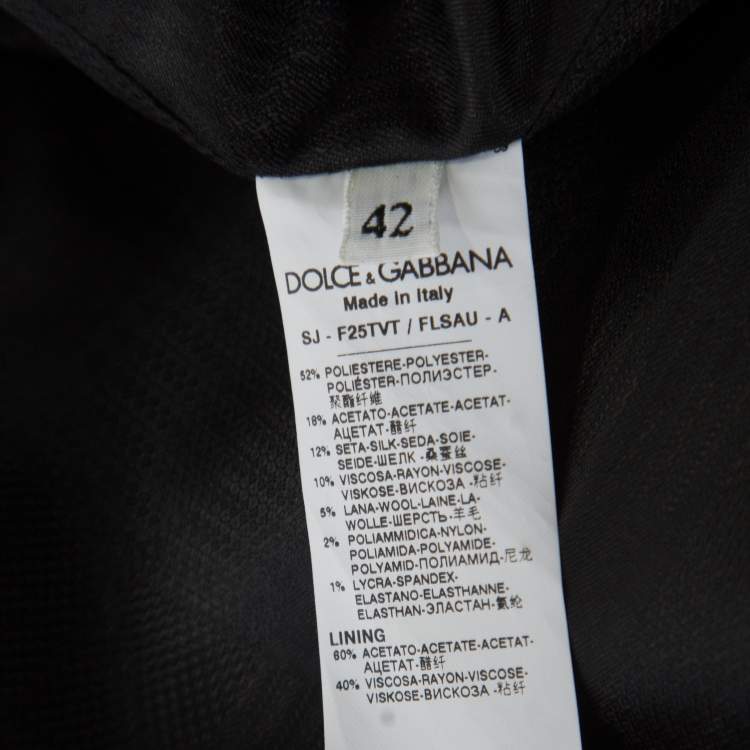 42
DOLCE & GABBANA
Made in Italy
SJ - F25TVT / FLSAU - A
52% POLIESTERE-POLYESTER-
POLIÉSTER-ПОЛИЭСТЕР-
聚酯纤维
18% ACETATO-ACETATE-ACETAT-
АЦЕТАТ-醋纤
12% SETA-SILK-SEDA-SOIE-
SEIDE-ШЕЛК-桑蚕丝
10% VISCOSA-RAYON-VISCOSE-
VISKOSE-ВИСКОЗА-粘纤
5% LANA-WOOL-LAINE-LA-
WOLLE-ШЕРСТЬ-羊毛
2% POLIAMMIDICA-NYLON-
POLIAMIDA-POLYAMIDE-
POLYAMID-ПОЛИАМИД-尼龙
1% LYCRA-SPANDEX-
ELASTANO-ELASTHANNE-
ELASTHAN-ЭЛАСТАН-氨纶
LINING
60% ACETATO-ACETATE-ACETAT-
АЦЕТАТ-醋纤
40% VISCOSA-RAYON-VISCOSE-
VISKOSE-ВИСКОЗА-粘纤